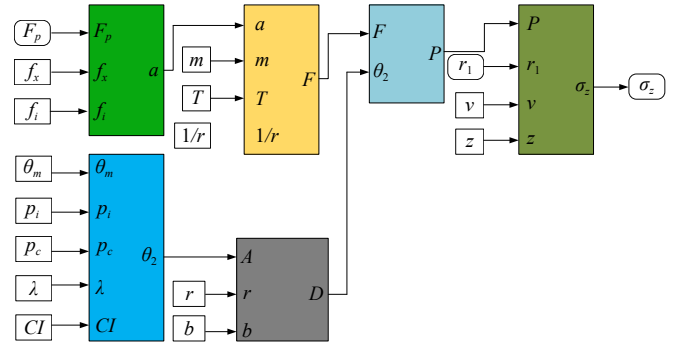 F_p F_p
f_x f_x a
f_i f_i
a
m m F
T T
1/r 1/r
F P
θ_2
P
r_1 r_1
v v σ_z σ_z
z z
θ_m θ_m
p_i p_i
p_c p_c θ_2
λ λ
CI CI
A
r r D
b b